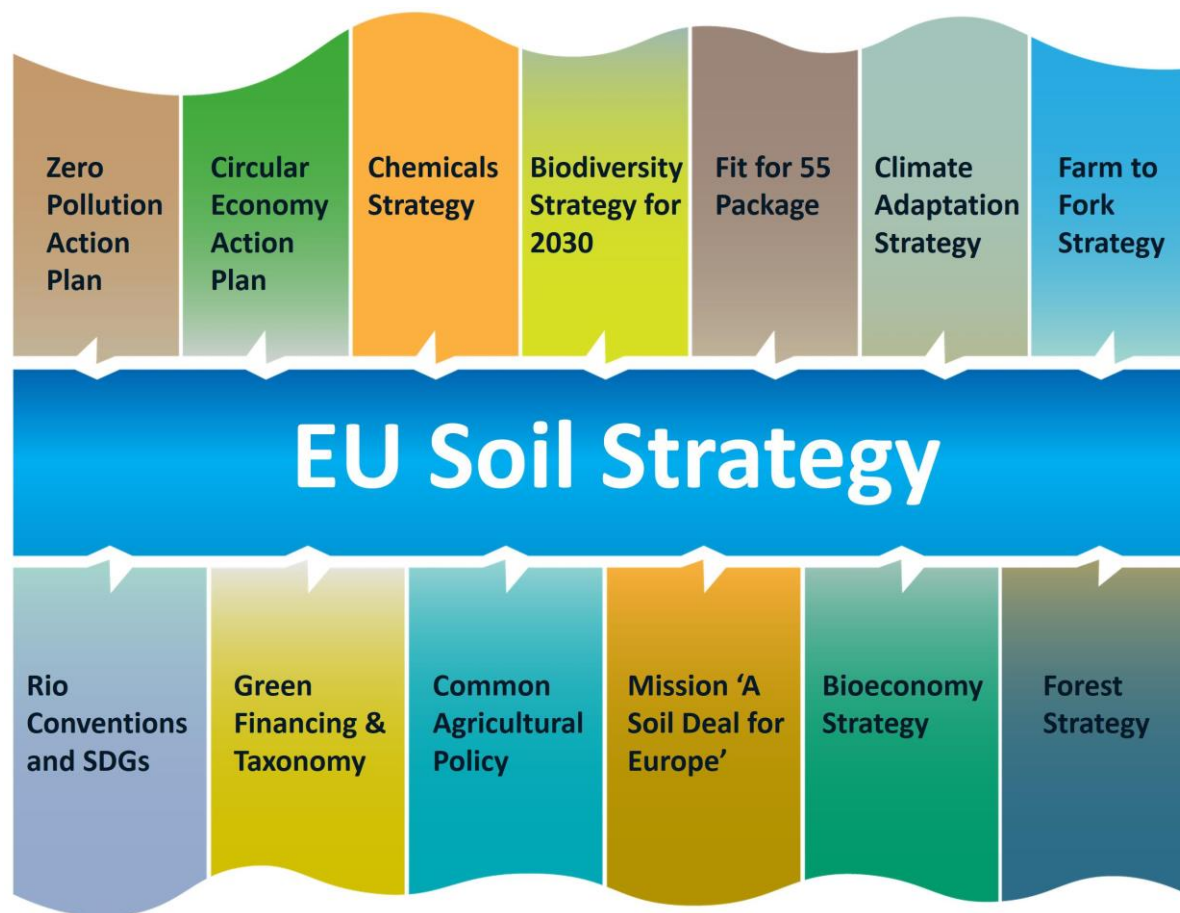 Zero
Pollution
Action
Plan
Circular
Economy
Action
Plan
Chemicals
Strategy
Biodiversity
Strategy for
2030
Fit for 55
Package
Climate
Adaptation
Strategy
Farm to
Fork
Strategy
EU Soil Strategy
Rio
Conventions
and SDGs
Green
Financing &
Taxonomy
Common
Agricultural
Policy
Mission ‘A
Soil Deal for
Europe’
Bioeconomy
Strategy
Forest
Strategy